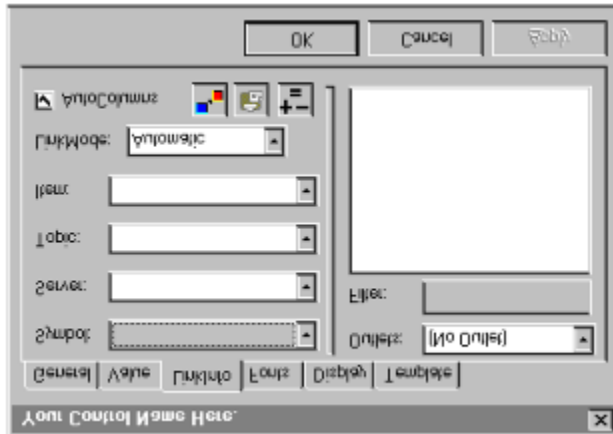 Your Control Name Here.
General Value LinkInfo Fonts Display Template
Symbol:
Server:
Topic:
Item:
LinkMode: Automatic
AutoColumns
Outlets: (No Outlet)
Filter:
OK Cancel Apply